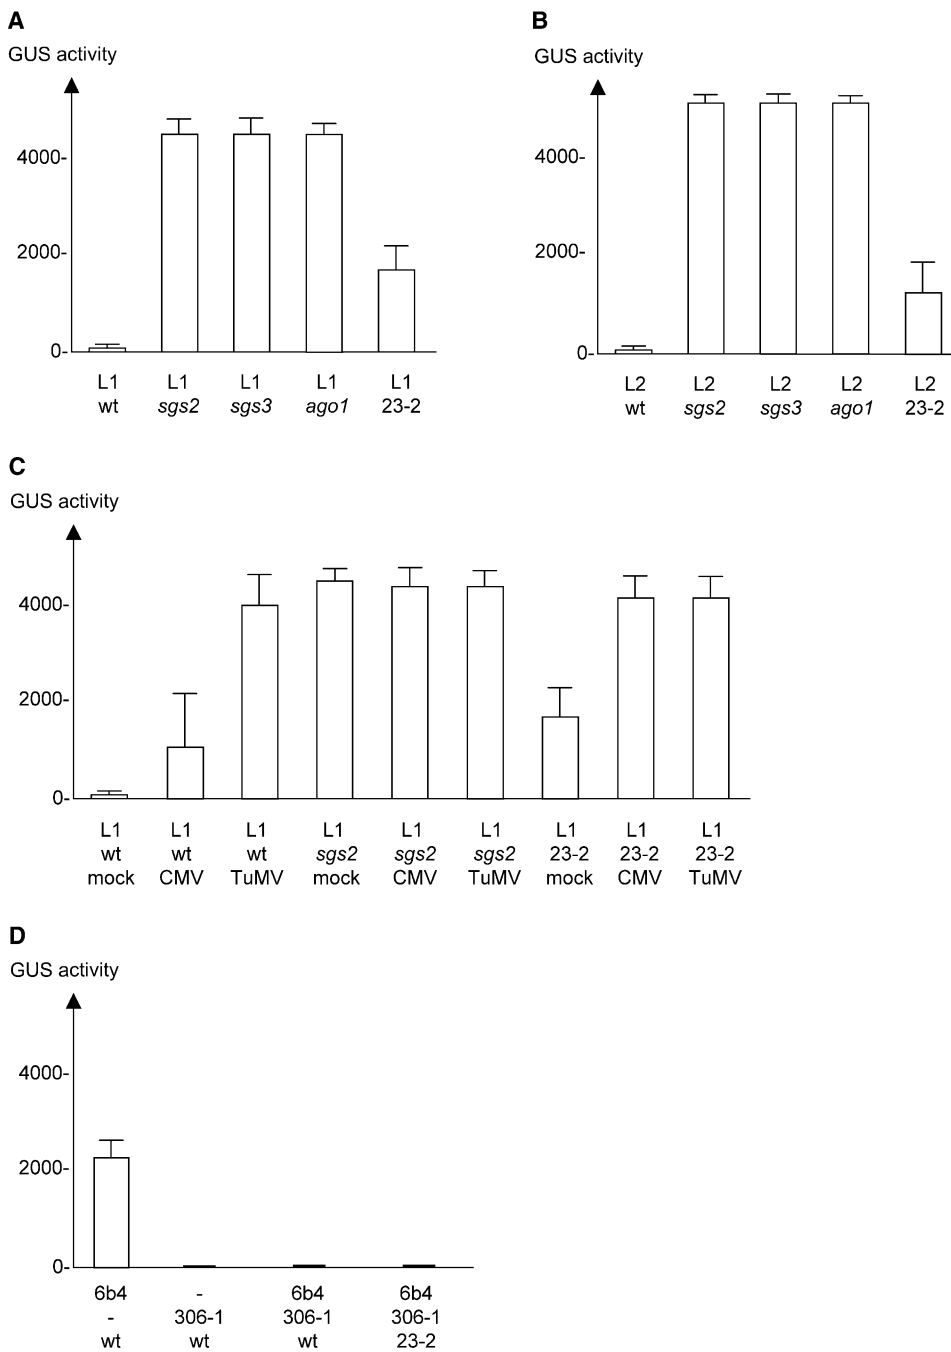 A
GUS activity
4000-
2000-
0-
L1 L1 L1 L1 L1
wt sgs2 sgs3 ago1 23-2
B
GUS activity
4000-
2000-
0-
L2 L2 L2 L2 L2
wt sgs2 sgs3 ago1 23-2
C
GUS activity
4000-
2000-
0-
L1 L1 L1 L1 L1 L1 L1 L1 L1
wt wt wt sgs2 sgs2 sgs2 23-2 23-2 23-2
mock CMV TuMV mock CMV TuMV mock CMV TuMV
D
GUS activity
4000-
2000-
0-
6b4 - 6b4 6b4
- 306-1 306-1 306-1
wt wt wt 23-2